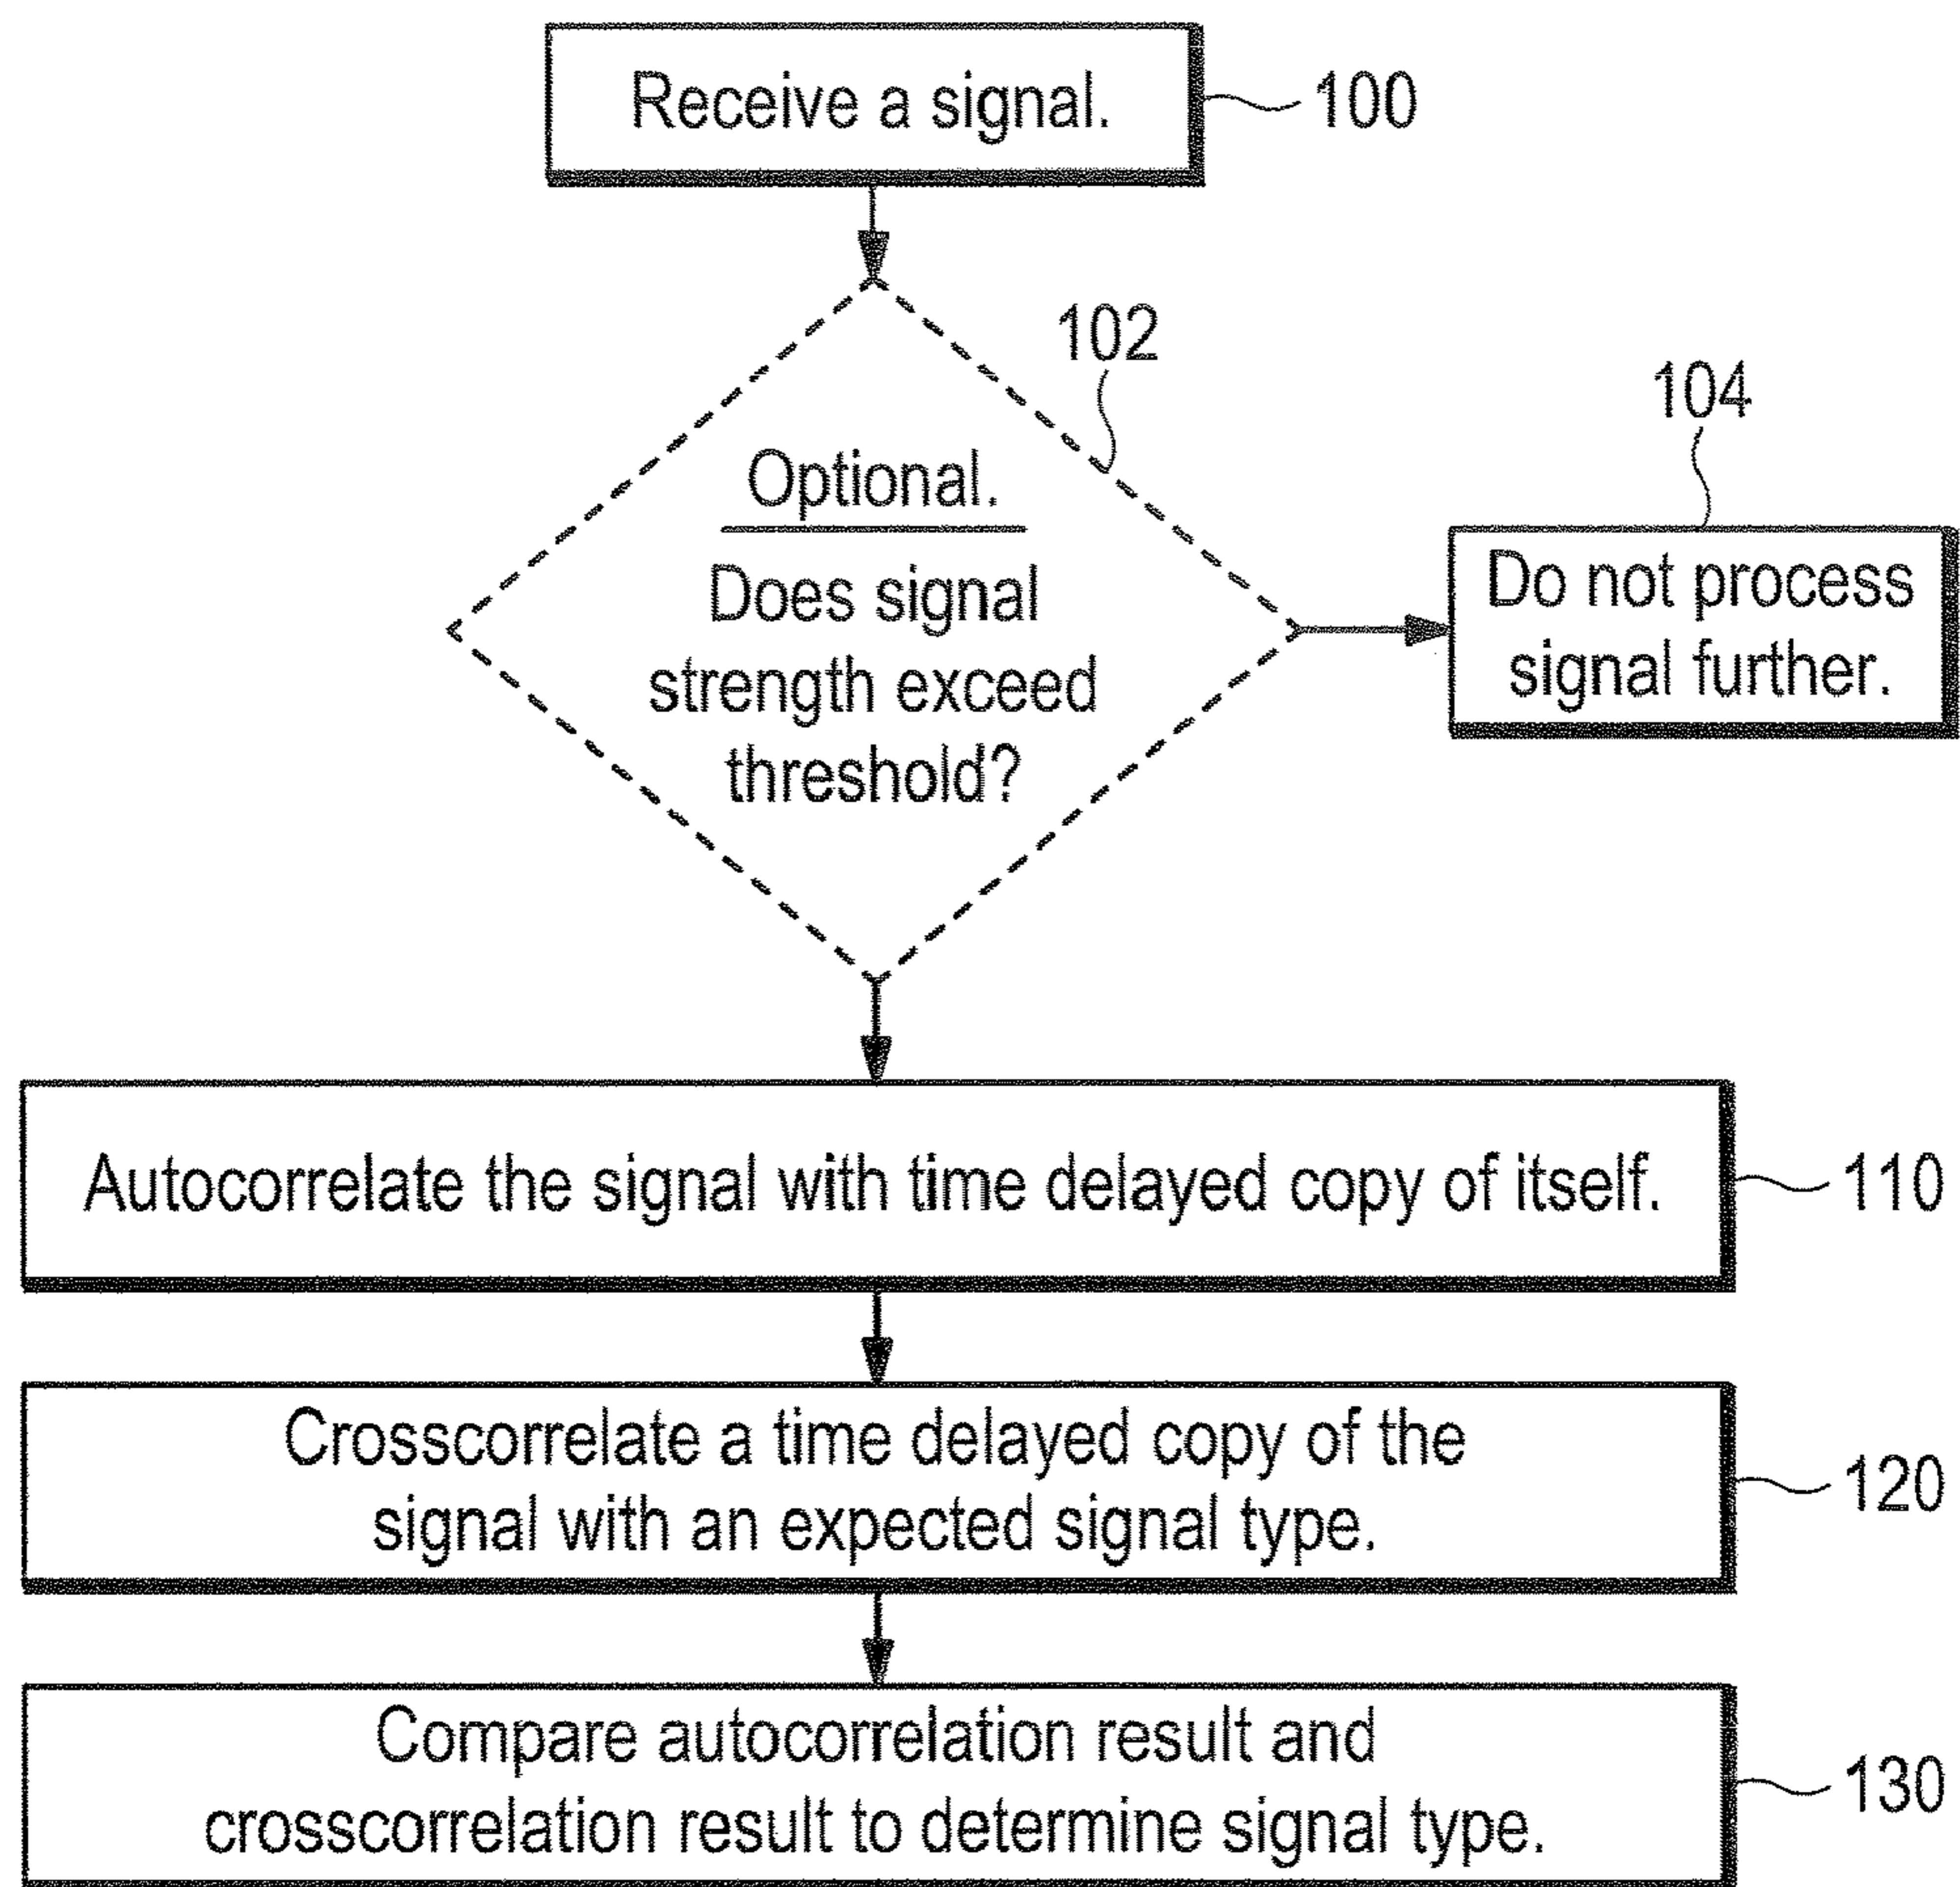 Receive a signal.
100
102
104
Optional.
Does signal
strength exceed
threshold?
Do not process
signal further.
Autocorrelate the signal with time delayed copy of itself.
110
Crosscorrelate a time delayed copy of the
signal with an expected signal type.
120
Compare autocorrelation result and
crosscorrelation result to determine signal type.
130